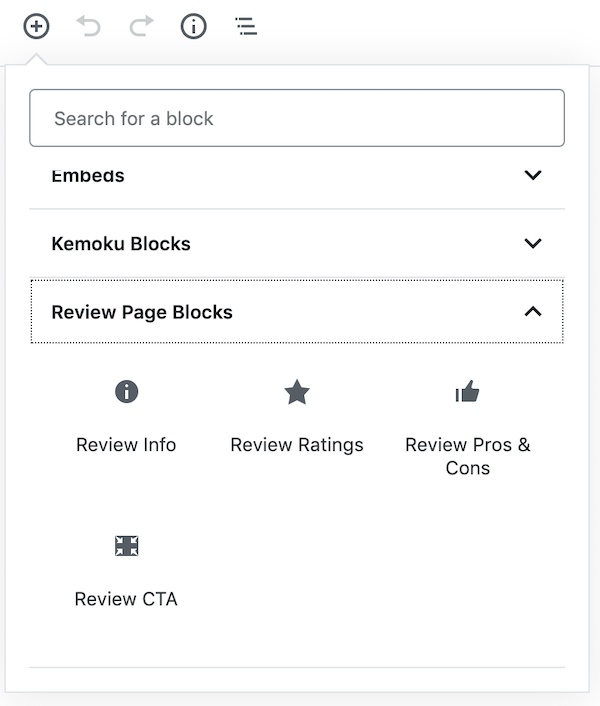 Search for a block
Embeds
Kemoku Blocks
Review Page Blocks
Review Info
Review Ratings
Review Pros &
Cons
Review CTA